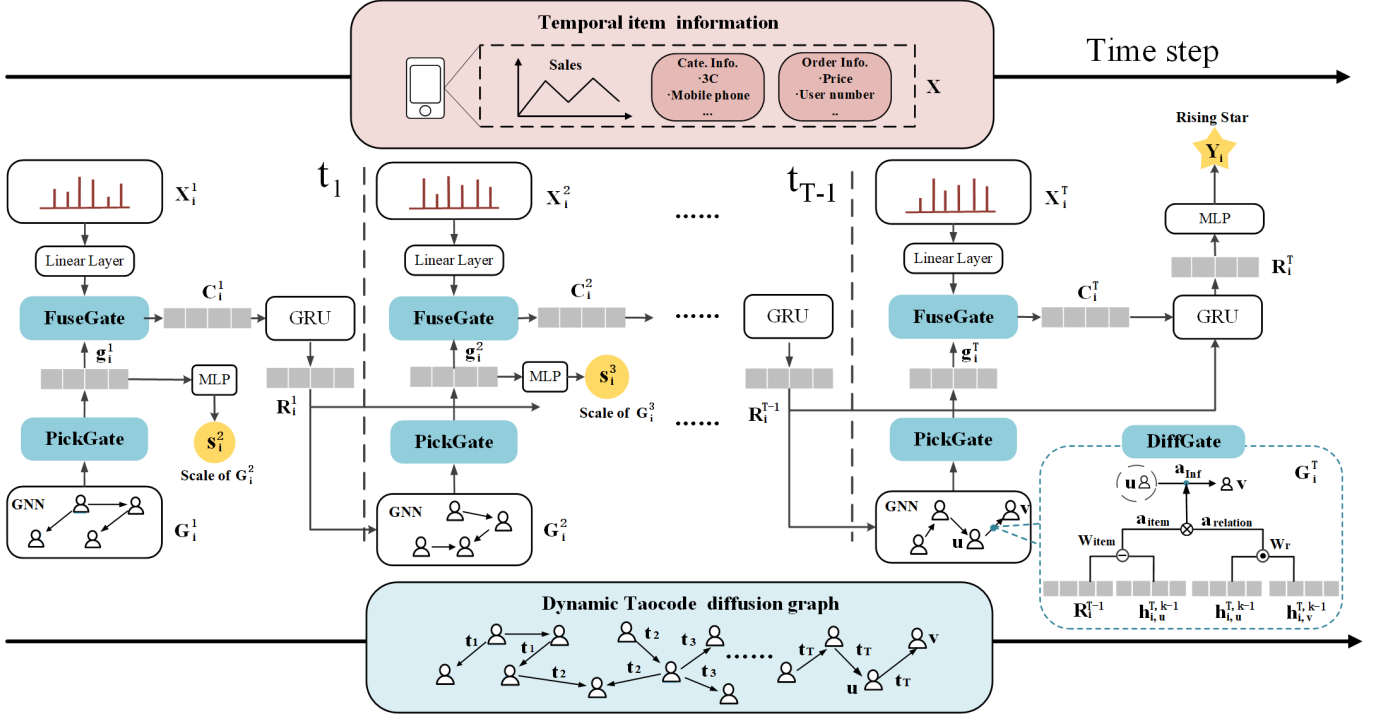 Temporal item information
Time step
Sales
Cate. Info.
·3C
·Mobile phone
...
Order Info.
·Price
·User number
..
X
Rising Star
Y_i
MLP
R_i^T
X_i^1
t_1
X_i^2
......
t_{T-1}
X_i^T
Linear Layer
Linear Layer
Linear Layer
FuseGate
C_i^1
GRU
FuseGate
C_i^2
......
GRU
FuseGate
C_i^T
GRU
g_i^1
MLP
R_i^1
g_i^2
MLP
s_i^3
Scale of G_i^3
......
R_i^{T-1}
g_i^T
PickGate
s_i^2
Scale of G_i^2
PickGate
PickGate
GNN
G_i^1
GNN
G_i^2
GNN
u
v
DiffGate
G_i^T
u
a_Inf
v
a_item
a_relation
W_item
W_r
−
R_i^{T-1}
h_{i,u}^{T,k-1}
h_{i,u}^{T,k-1}
h_{i,v}^{T,k-1}
Dynamic Taocode diffusion graph
t_1
t_1
t_2
t_2
t_2
t_3
t_3
......
t_T
t_T
t_T
u
v